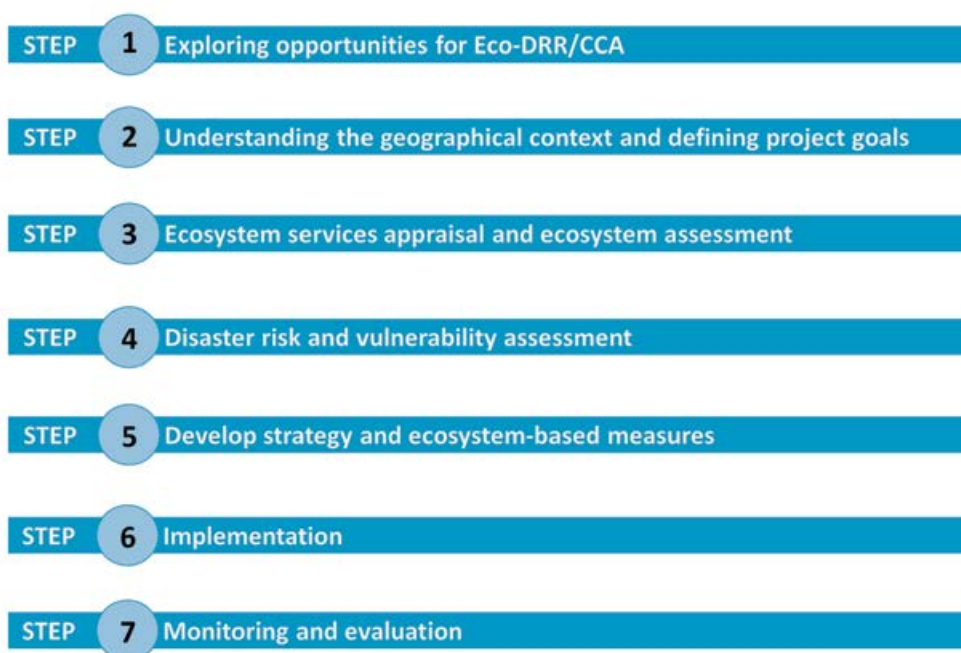 STEP 1 Exploring opportunities for Eco-DRR/CCA
STEP 2 Understanding the geographical context and defining project goals
STEP 3 Ecosystem services appraisal and ecosystem assessment
STEP 4 Disaster risk and vulnerability assessment
STEP 5 Develop strategy and ecosystem-based measures
STEP 6 Implementation
STEP 7 Monitoring and evaluation